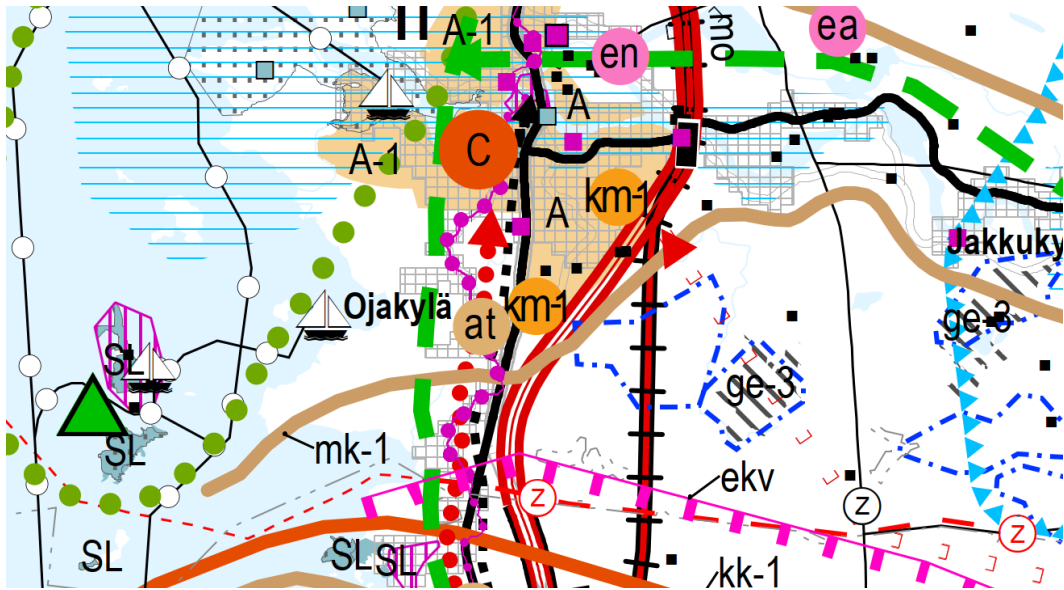 II
A-1
en
mo
ea
A
C
A-1
km-1
A
Jakkuky
Ojakylä
km-1
at
ge-3
ge-3
SL
SL
mk-1
ekv
z
z
z
SL
SL
SL
kk-1